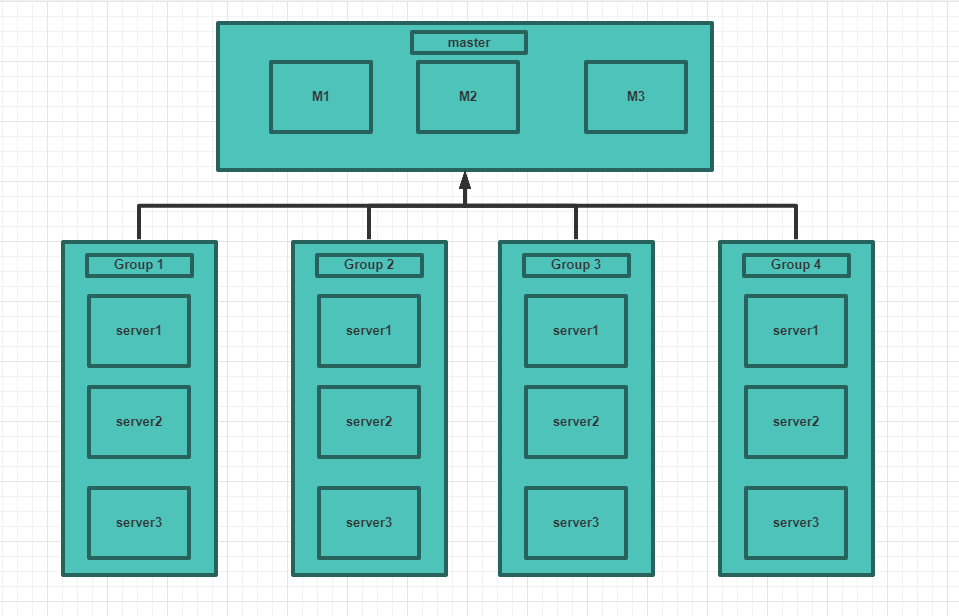 master
M1
M2
M3
Group 1
server1
server2
server3
Group 2
server1
server2
server3
Group 3
server1
server2
server3
Group 4
server1
server2
server3